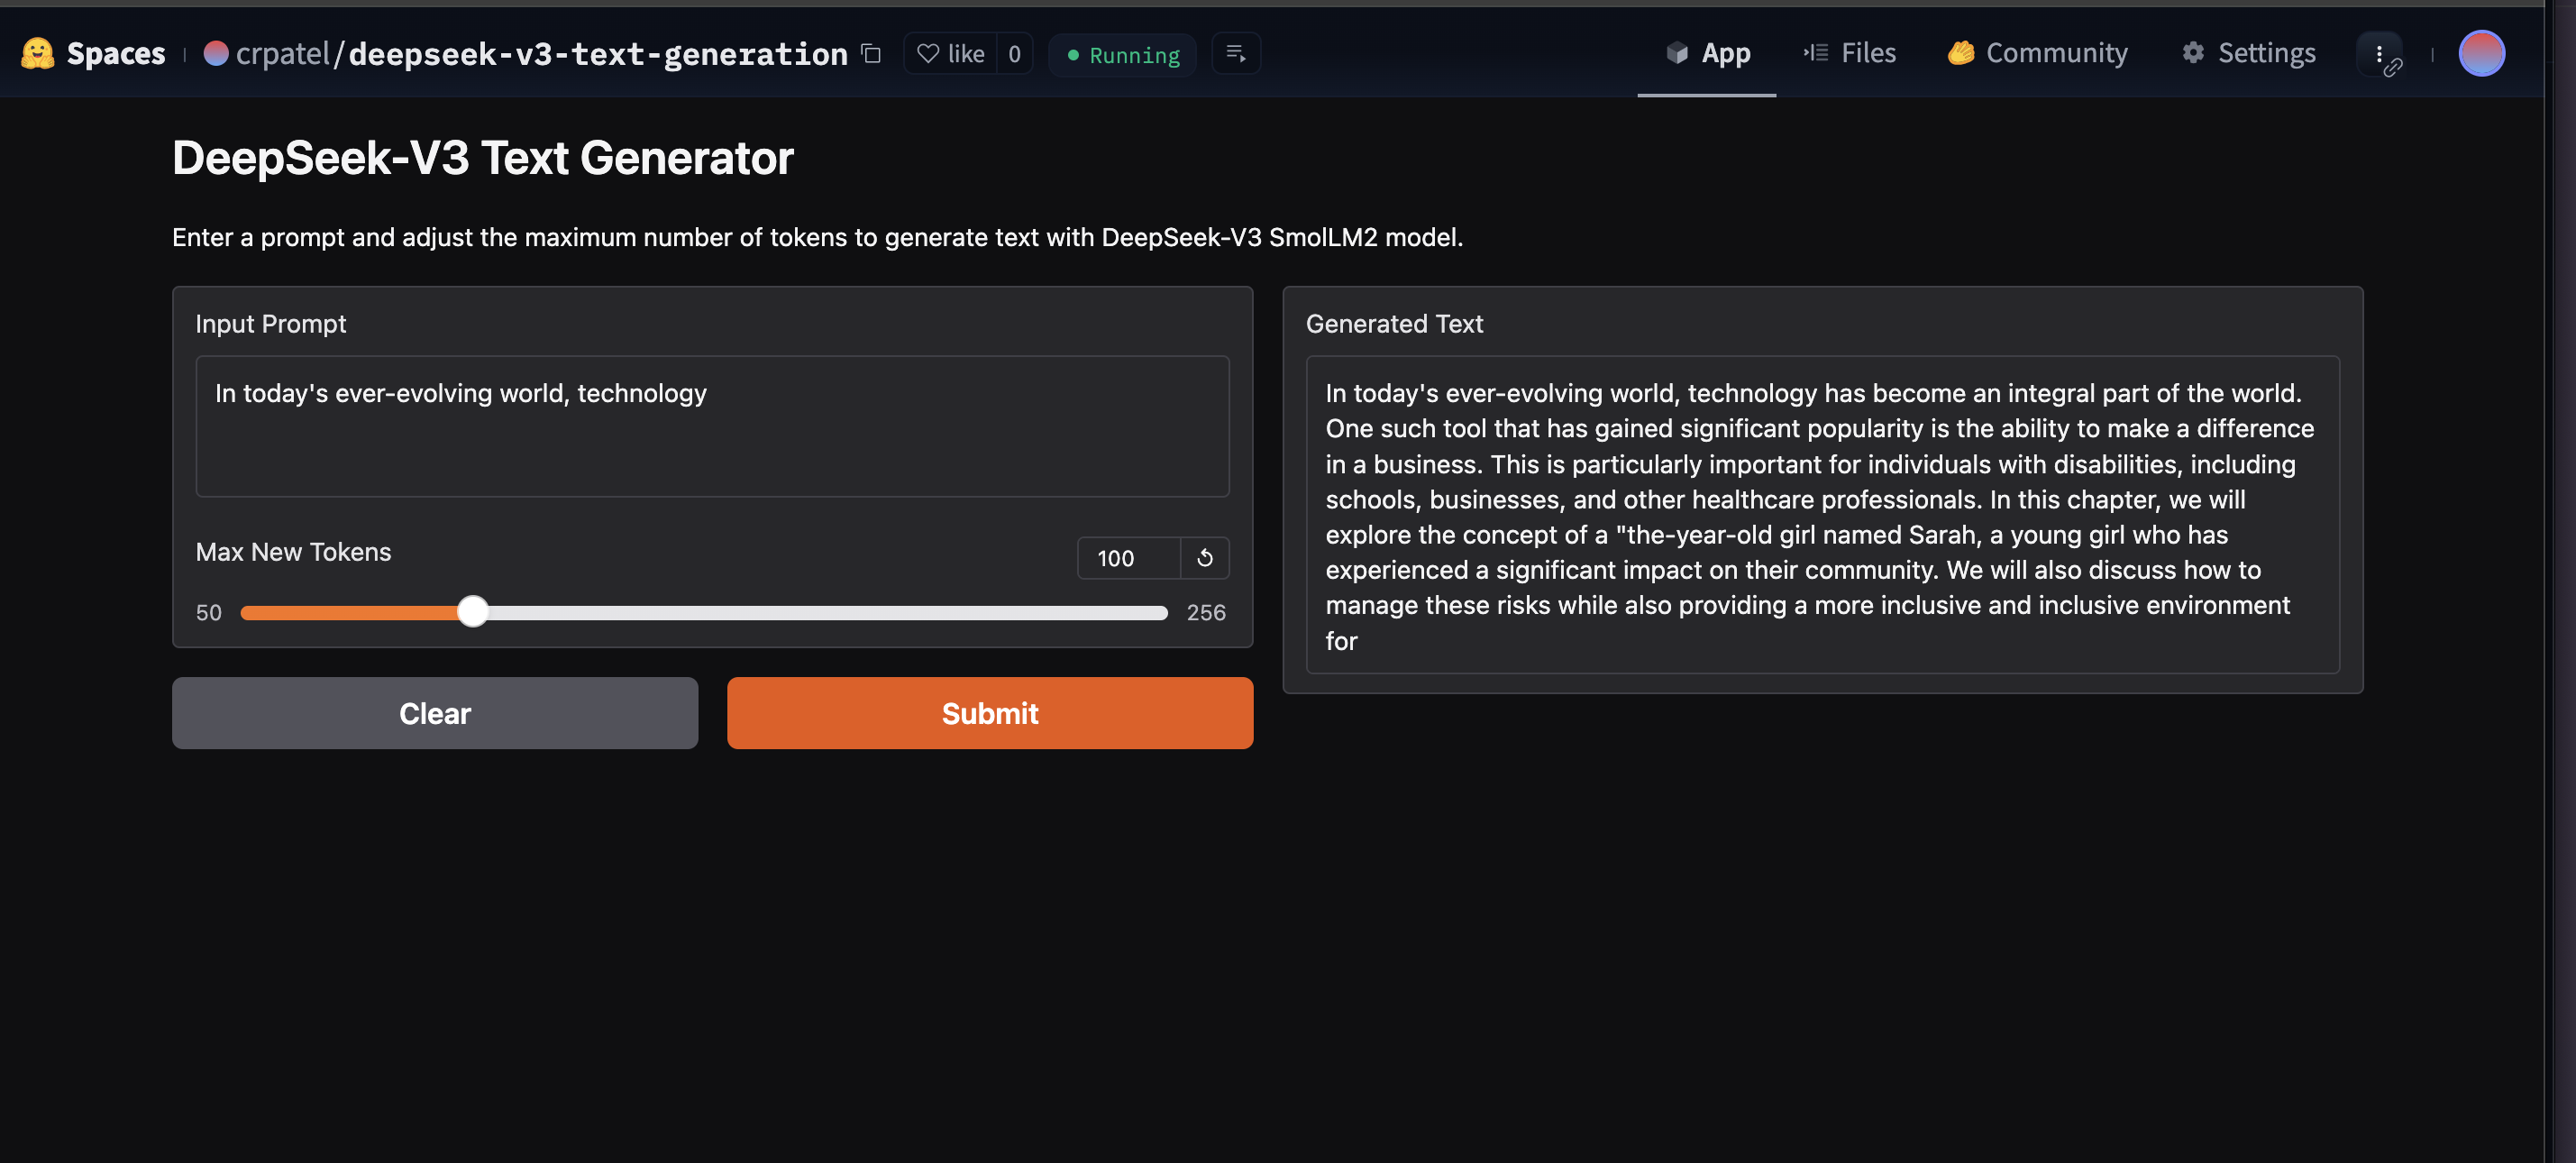 Spaces
crpatel/deepseek-v3-text-generation
like 0
Running
App
Files
Community
Settings
DeepSeek-V3 Text Generator
Enter a prompt and adjust the maximum number of tokens to generate text with DeepSeek-V3 SmolLM2 model.
Input Prompt
In today's ever-evolving world, technology
Max New Tokens
100
50
256
Clear
Submit
Generated Text
In today's ever-evolving world, technology has become an integral part of the world.
One such tool that has gained significant popularity is the ability to make a difference
in a business. This is particularly important for individuals with disabilities, including
schools, businesses, and other healthcare professionals. In this chapter, we will
explore the concept of a "the-year-old girl named Sarah, a young girl who has
experienced a significant impact on their community. We will also discuss how to
manage these risks while also providing a more inclusive and inclusive environment
for